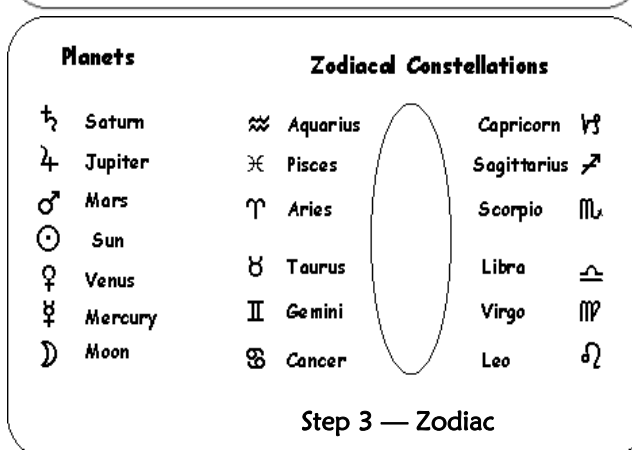 Planets
Zodiacal Constellations
♄ Saturn
♃ Jupiter
♂ Mars
☉ Sun
♀ Venus
☿ Mercury
☽ Moon
♒ Aquarius
♓ Pisces
♈ Aries
♉ Taurus
♊ Gemini
♋ Cancer
Capricorn ♑
Sagittarius ♐
Scorpio ♏
Libra ♎
Virgo ♍
Leo ♌
Step 3 — Zodiac